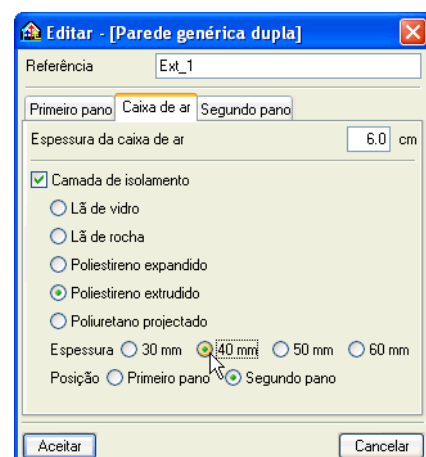 Editar - [Parede genérica dupla]
Referência Ext_1
Primeiro pano Caixa de ar Segundo pano
Espessura da caixa de ar 6.0 cm
Camada de isolamento
Lã de vidro
Lã de rocha
Poliestireno expandido
Poliestireno extrudido
Poliuretano projectado
Espessura 30 mm 40 mm 50 mm 60 mm
Posição Primeiro pano Segundo pano
Aceitar Cancelar